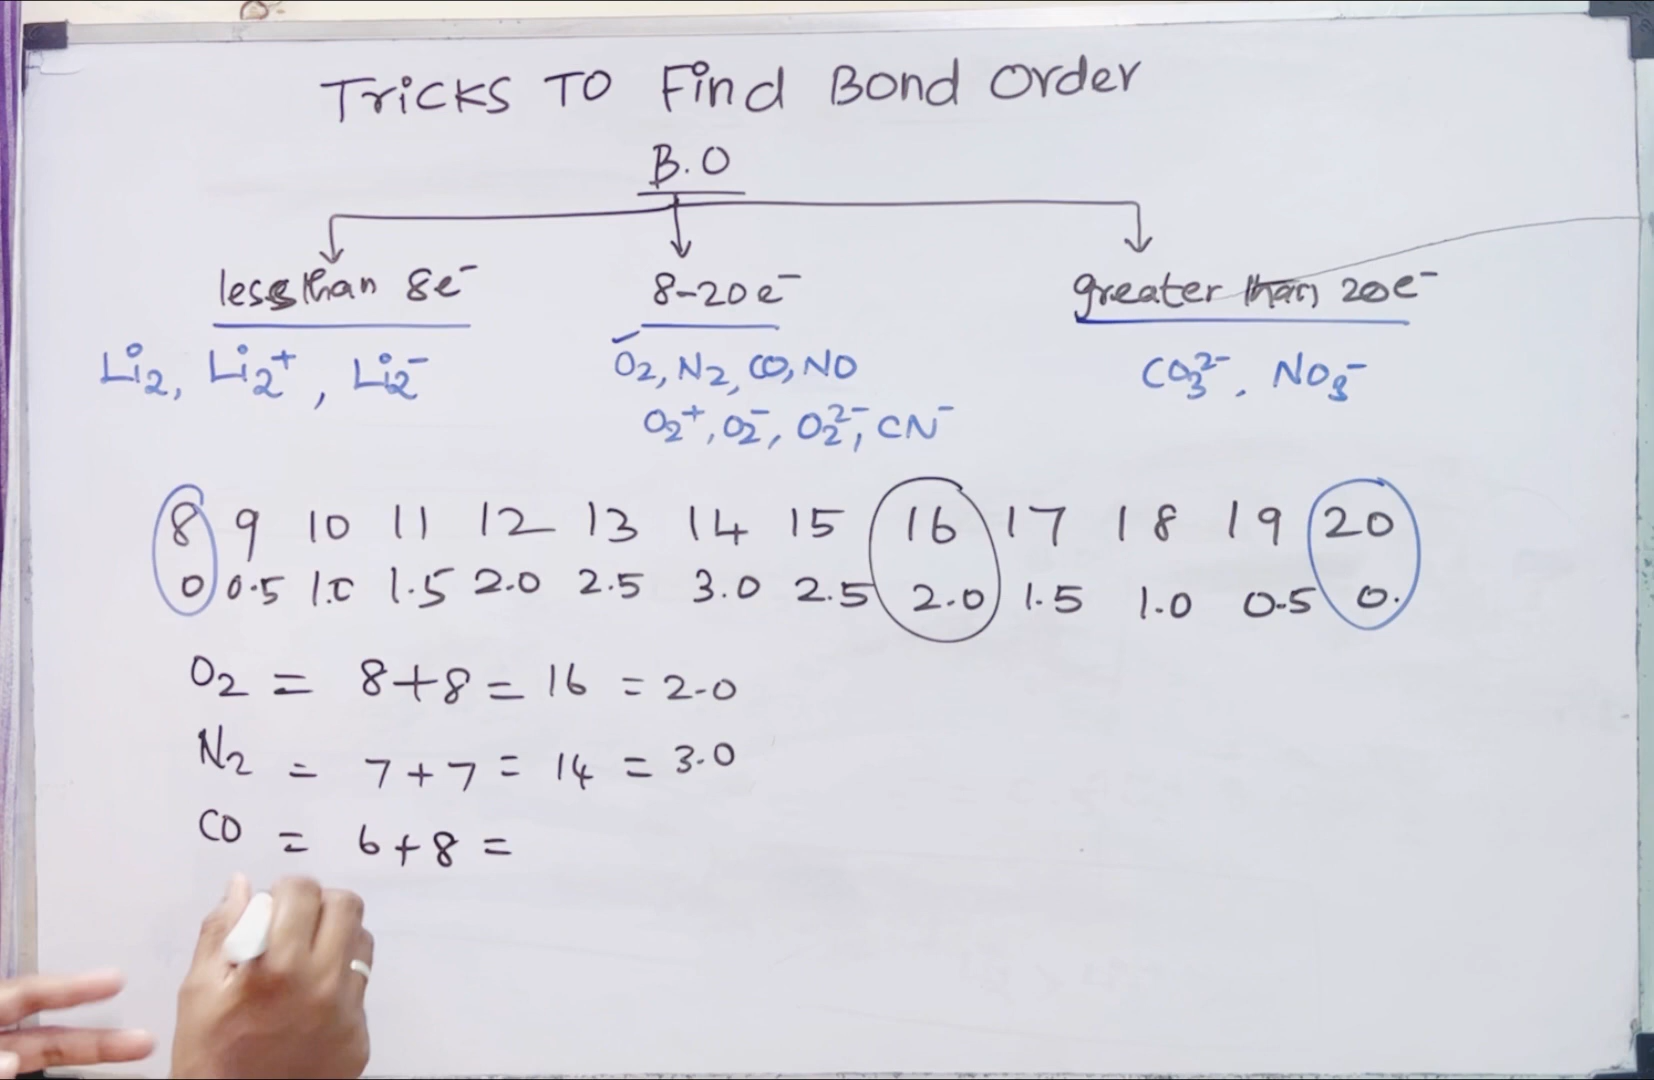 Tricks To Find Bond Order
B.O
less than 8e⁻ 8-20e⁻ greater than 20e⁻
Li₂, Li₂⁺, Li₂⁻ O₂, N₂, CO, NO CO₃²⁻, NO₃⁻
O₂⁺, O₂⁻, O₂²⁻, CN⁻
8 9 10 11 12 13 14 15 16 17 18 19 20
0 0.5 1.0 1.5 2.0 2.5 3.0 2.5 2.0 1.5 1.0 0.5 0.
O₂ = 8+8 = 16 = 2.0
N₂ = 7+7 = 14 = 3.0
CO = 6+8 =